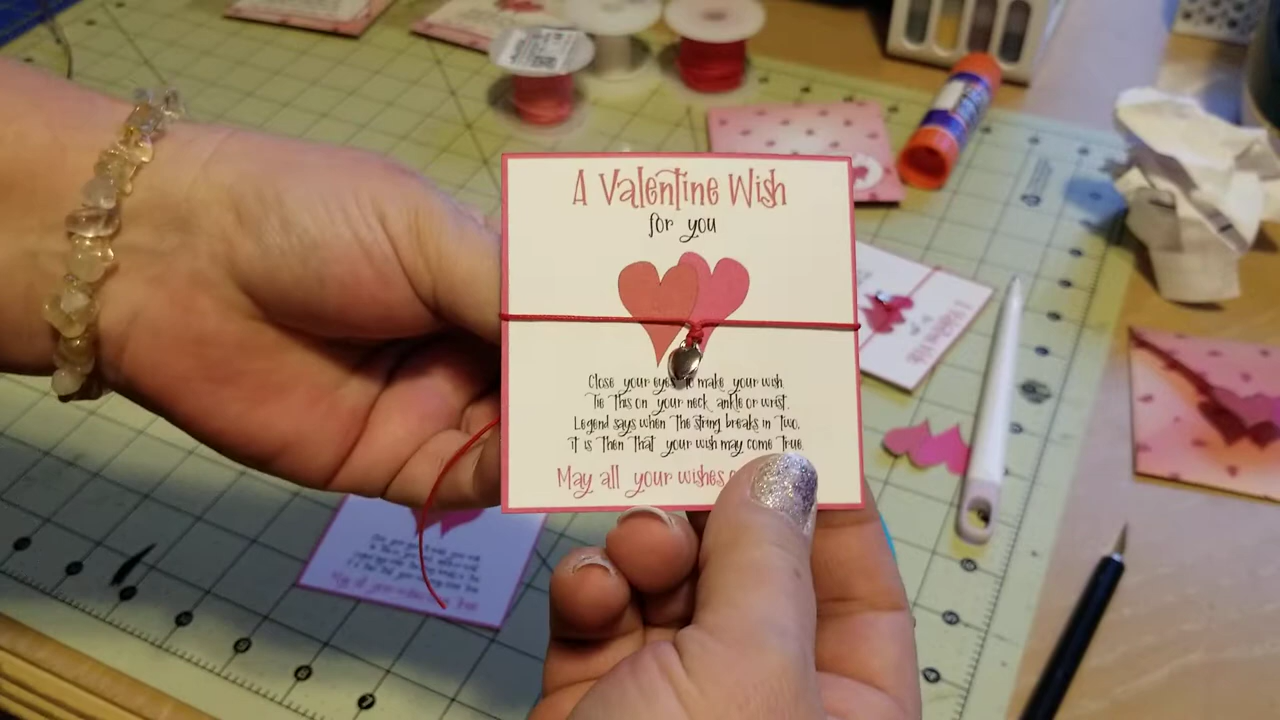 A Valentine Wish
for you
Close your eyes to make your wish.
Tie this on your neck, ankle or wrist.
Legend says when the string breaks in two,
it is then that your wish may come true.
May all your wishes